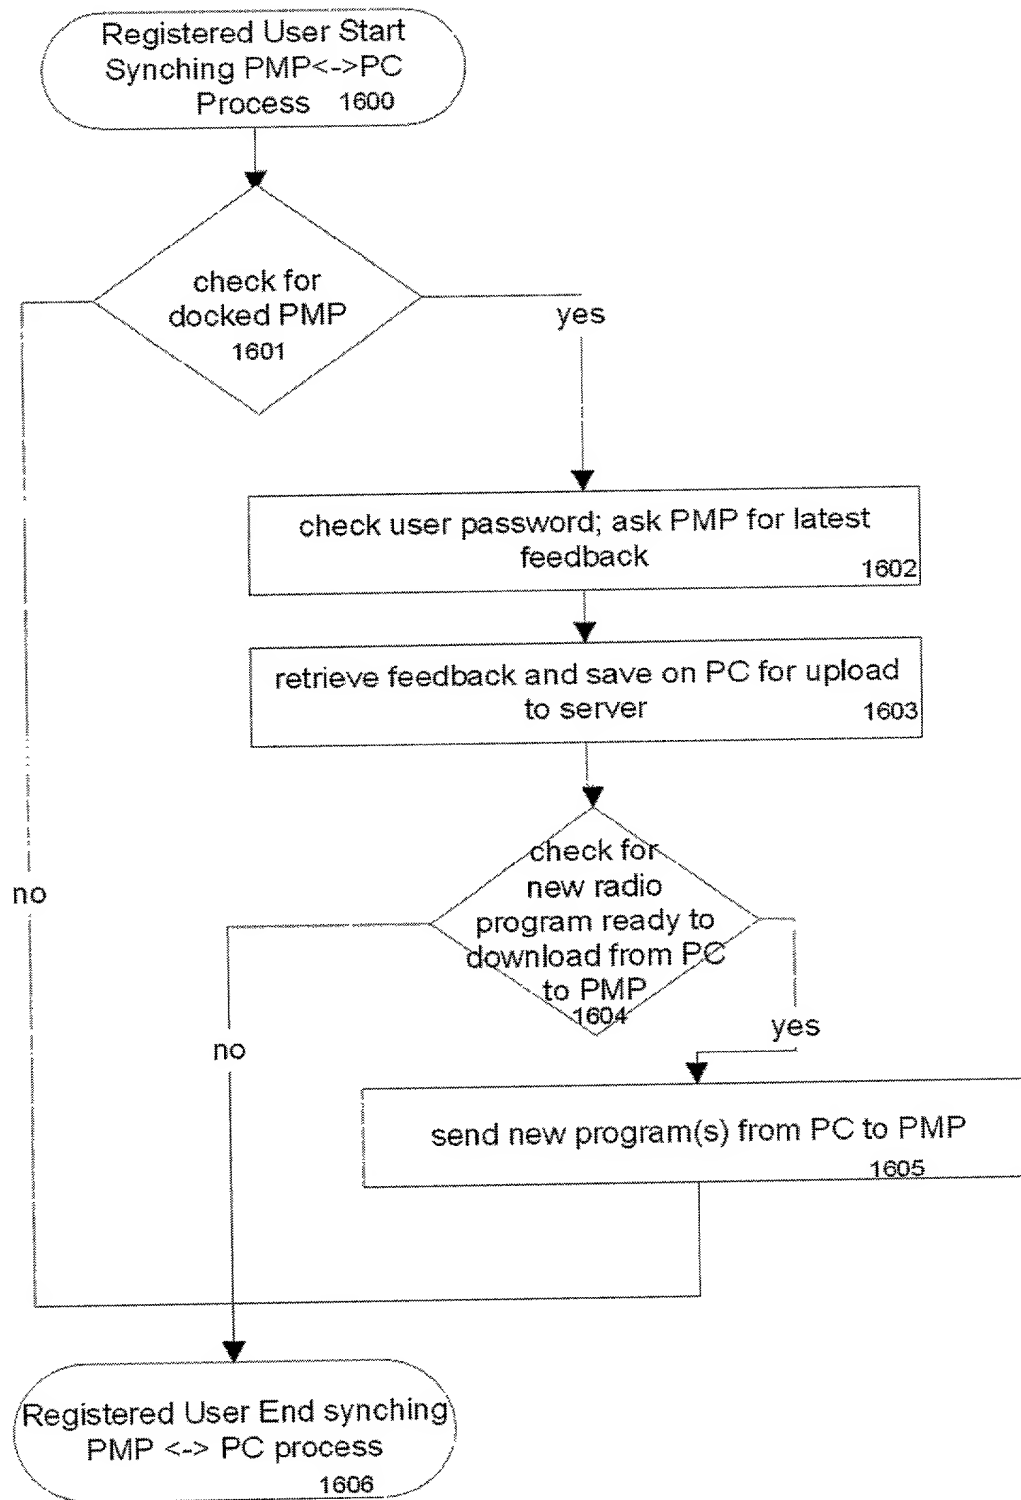 Registered User Start
Synching PMP<->PC
Process 1600
check for
docked PMP
1601
yes
check user password; ask PMP for latest
feedback
1602
retrieve feedback and save on PC for upload
to server
1603
check for
new radio
program ready to
download from PC
to PMP
1604
no
no
yes
send new program(s) from PC to PMP
1605
Registered User End synching
PMP <-> PC process
1606